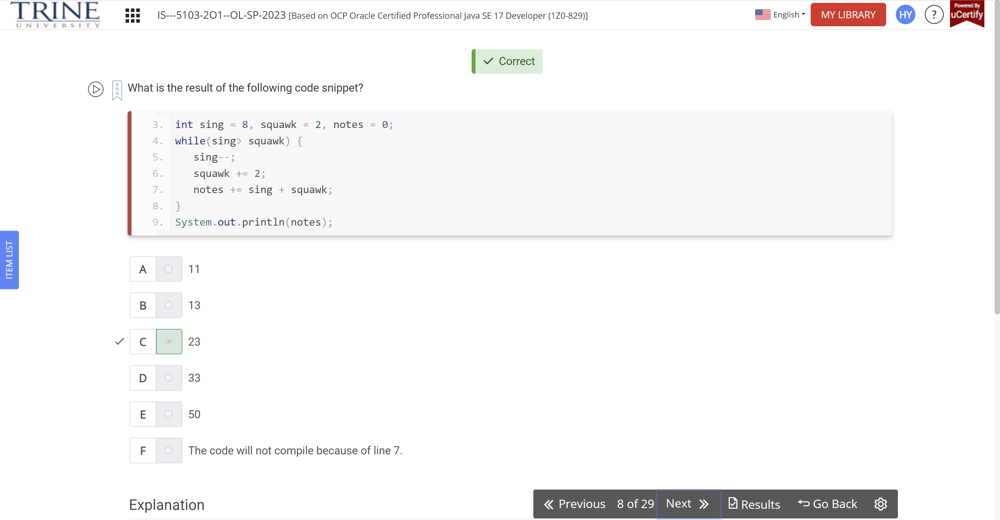 TRINE
UNIVERSITY
IS---5103-2O1--OL-SP-2023 [Based on OCP Oracle Certified Professional Java SE 17 Developer (1Z0-829)]
English
MY LIBRARY
HY
?
Powered By
uCertify
Correct
What is the result of the following code snippet?
3. int sing = 8, squawk = 2, notes = 0;
4. while(sing> squawk) {
5. sing--;
6. squawk += 2;
7. notes += sing + squawk;
8. }
9. System.out.println(notes);
ITEM LIST
A 11
B 13
C 23
D 33
E 50
F The code will not compile because of line 7.
Explanation
Previous 8 of 29 Next Results Go Back